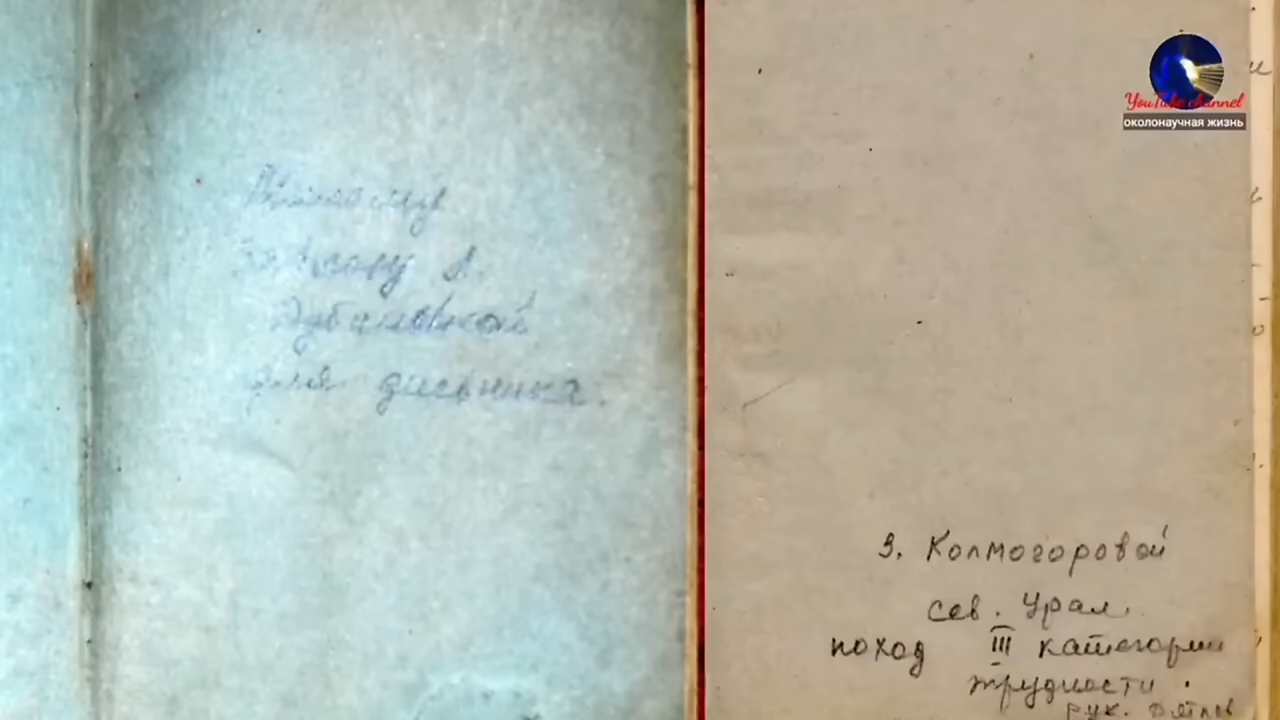 л.
Дубининой
для дневника.
З. Колмогоровой
сев. Урал.
поход III категории
трудности.
рук. Дятлов
YouTube channel
околонаучная жизнь